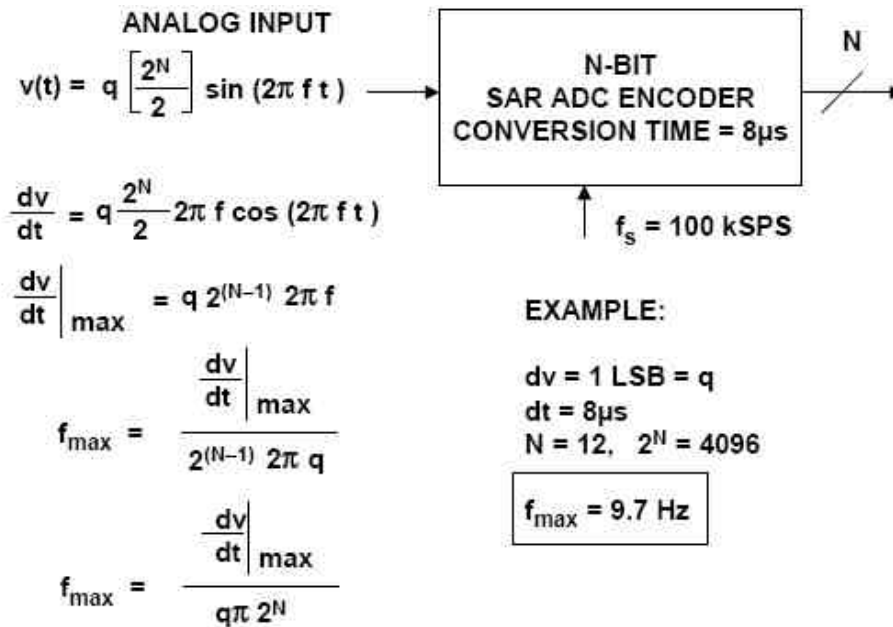 ANALOG INPUT
v(t) = q [ 2^N / 2 ] sin (2π f t )
N-BIT
SAR ADC ENCODER
CONVERSION TIME = 8µs
N
f_s = 100 kSPS
dv/dt = q 2^N/2 2π f cos (2π f t )
dv/dt |max = q 2^(N–1) 2π f
f_max = dv/dt |max / 2^(N–1) 2π q
f_max = dv/dt |max / qπ 2^N
EXAMPLE:
dv = 1 LSB = q
dt = 8µs
N = 12, 2^N = 4096
f_max = 9.7 Hz